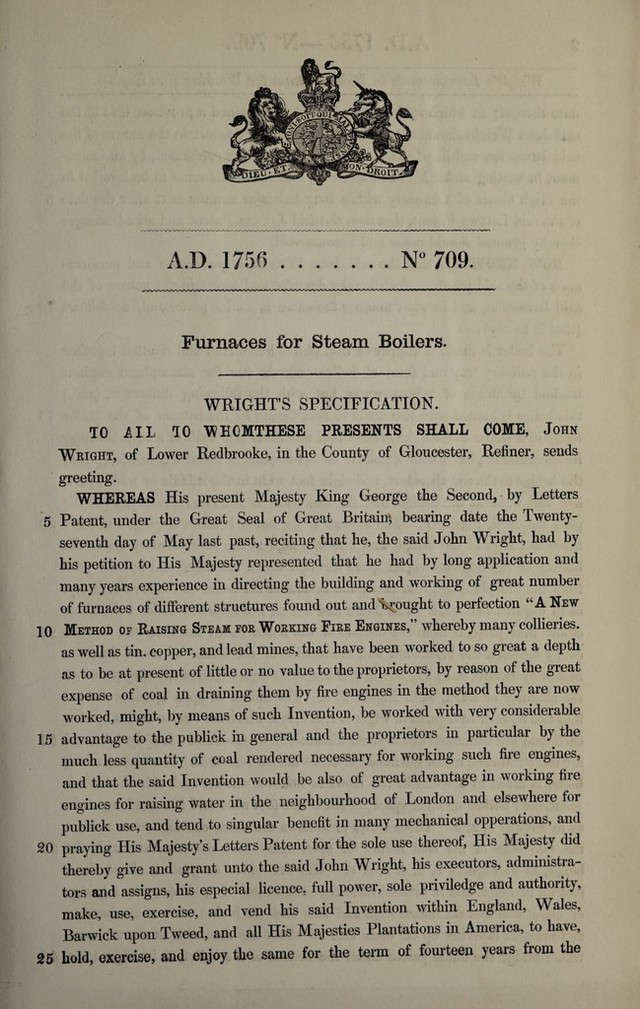 HONI SOIT QUI MAL Y PENSE
DIEU·ET· MON·DROIT
A.D. 1756 . . . . . . . Nº 709.
Furnaces for Steam Boilers.
WRIGHT'S SPECIFICATION.
TO ALL TO WHOMTHESE PRESENTS SHALL COME, JOHN
WRIGHT, of Lower Redbrooke, in the County of Gloucester, Refiner, sends
greeting.
WHEREAS His present Majesty King George the Second, by Letters
5 Patent, under the Great Seal of Great Britain, bearing date the Twenty-
seventh day of May last past, reciting that he, the said John Wright, had by
his petition to His Majesty represented that he had by long application and
many years experience in directing the building and working of great number
of furnaces of different structures found out and brought to perfection "A NEW
10 METHOD OF RAISING STEAM FOR WORKING FIRE ENGINES," whereby many collieries.
as well as tin. copper, and lead mines, that have been worked to so great a depth
as to be at present of little or no value to the proprietors, by reason of the great
expense of coal in draining them by fire engines in the method they are now
worked, might, by means of such Invention, be worked with very considerable
15 advantage to the publick in general and the proprietors in particular by the
much less quantity of coal rendered necessary for working such fire engines,
and that the said Invention would be also of great advantage in working fire
engines for raising water in the neighbourhood of London and elsewhere for
publick use, and tend to singular benefit in many mechanical opperations, and
20 praying His Majesty's Letters Patent for the sole use thereof, His Majesty did
thereby give and grant unto the said John Wright, his executors, administra-
tors and assigns, his especial licence, full power, sole priviledge and authority,
make, use, exercise, and vend his said Invention within England, Wales,
Barwick upon Tweed, and all His Majesties Plantations in America, to have,
25 hold, exercise, and enjoy the same for the term of fourteen years from the